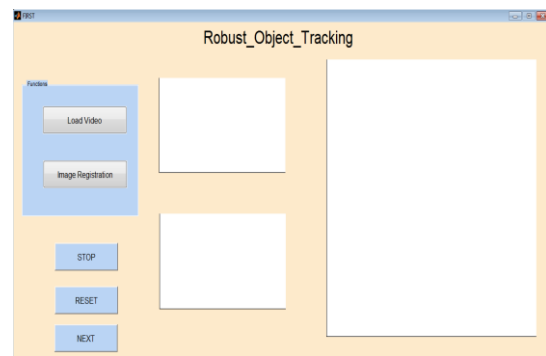 FIRST
Robust_Object_Tracking
Functions
Load Video
Image Registration
STOP
RESET
NEXT